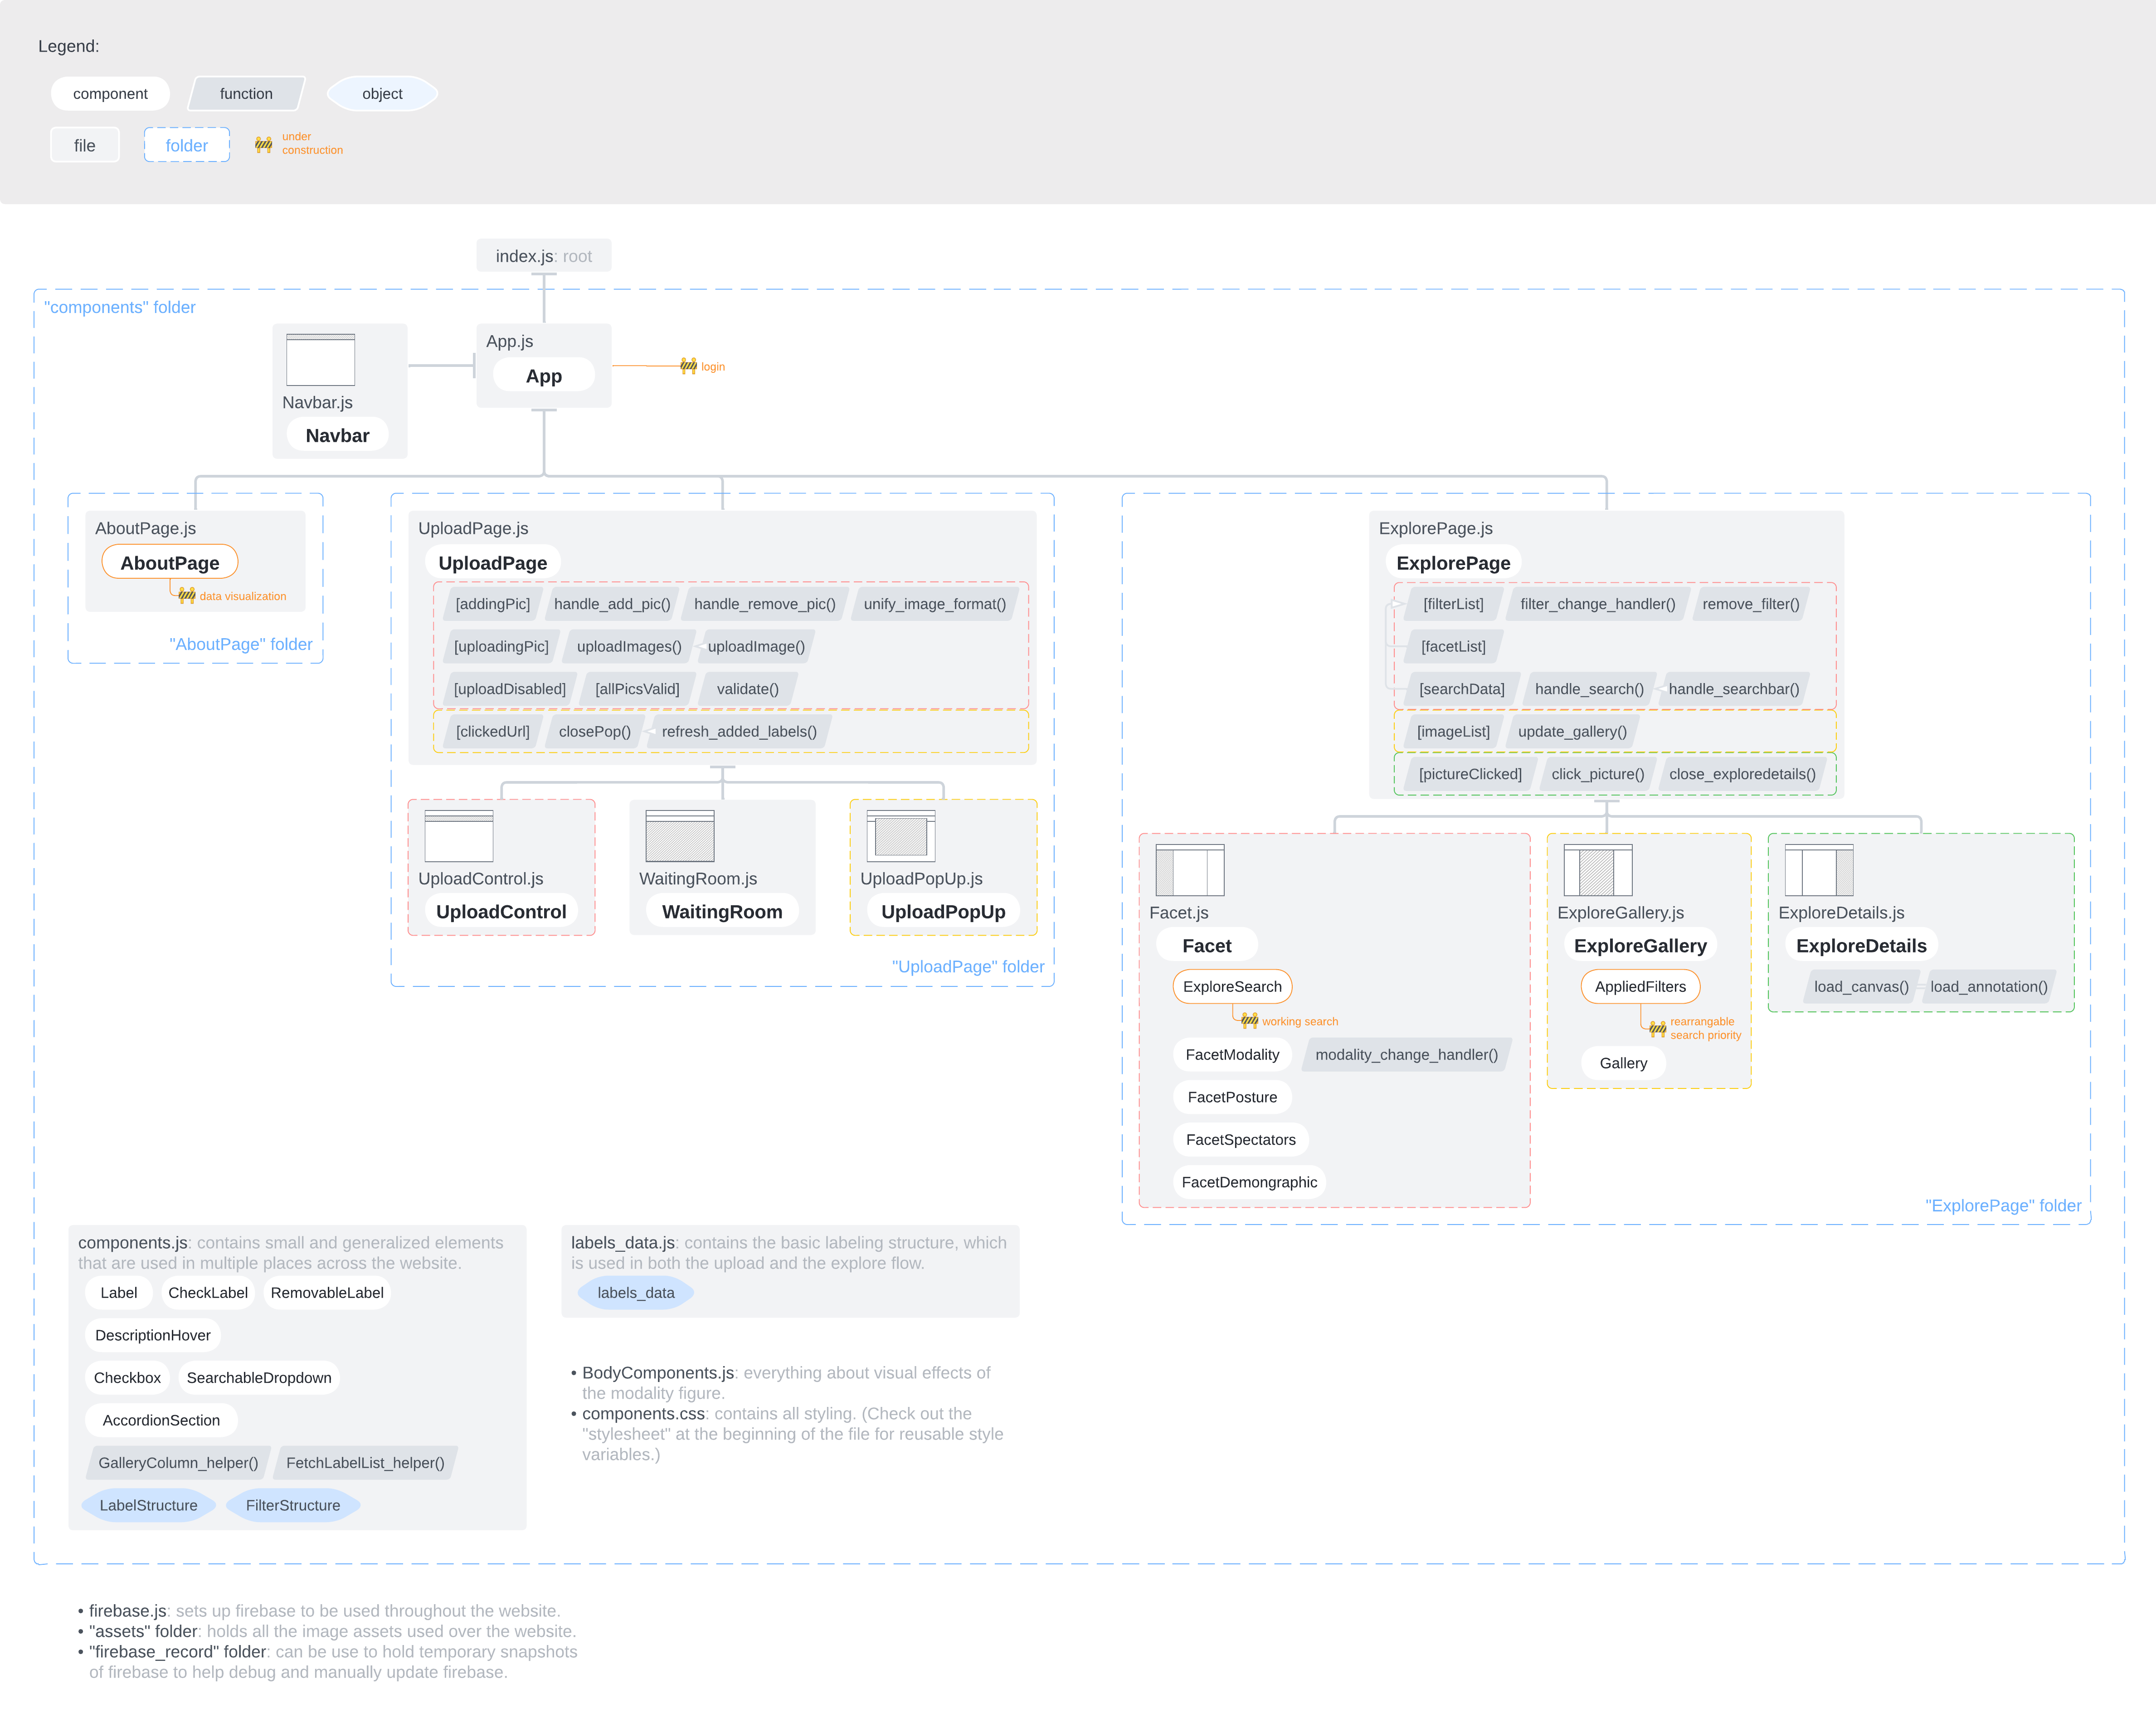 Legend:
component
function
object
file
folder
under
construction
index.js: root
"components" folder
App.js
App
login
Navbar.js
Navbar
AboutPage.js
AboutPage
data visualization
"AboutPage" folder
UploadPage.js
UploadPage
[addingPic] handle_add_pic() handle_remove_pic() unify_image_format()
[uploadingPic] uploadImages() uploadImage()
[uploadDisabled] [allPicsValid] validate()
[clickedUrl] closePop() refresh_added_labels()
UploadControl.js
UploadControl
WaitingRoom.js
WaitingRoom
UploadPopUp.js
UploadPopUp
"UploadPage" folder
ExplorePage.js
ExplorePage
[filterList] filter_change_handler() remove_filter()
[facetList]
[searchData] handle_search() handle_searchbar()
[imageList] update_gallery()
[pictureClicked] click_picture() close_exploredetails()
Facet.js
Facet
ExploreSearch
working search
FacetModality modality_change_handler()
FacetPosture
FacetSpectators
FacetDemongraphic
ExploreGallery.js
ExploreGallery
AppliedFilters
rearrangable
search priority
Gallery
ExploreDetails.js
ExploreDetails
load_canvas() load_annotation()
"ExplorePage" folder
components.js: contains small and generalized elements
that are used in multiple places across the website.
Label CheckLabel RemovableLabel
DescriptionHover
Checkbox SearchableDropdown
AccordionSection
GalleryColumn_helper() FetchLabelList_helper()
LabelStructure FilterStructure
labels_data.js: contains the basic labeling structure, which
is used in both the upload and the explore flow.
labels_data
• BodyComponents.js: everything about visual effects of
the modality figure.
• components.css: contains all styling. (Check out the
"stylesheet" at the beginning of the file for reusable style
variables.)
• firebase.js: sets up firebase to be used throughout the website.
• "assets" folder: holds all the image assets used over the website.
• "firebase_record" folder: can be use to hold temporary snapshots
of firebase to help debug and manually update firebase.